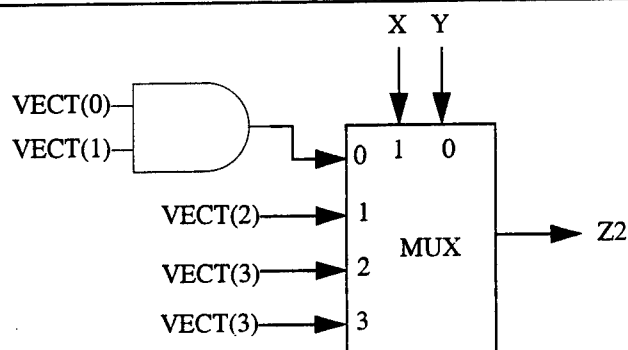 X Y
VECT(0)
VECT(1)
0 1 0
VECT(2) 1
MUX Z2
VECT(3) 2
VECT(3) 3